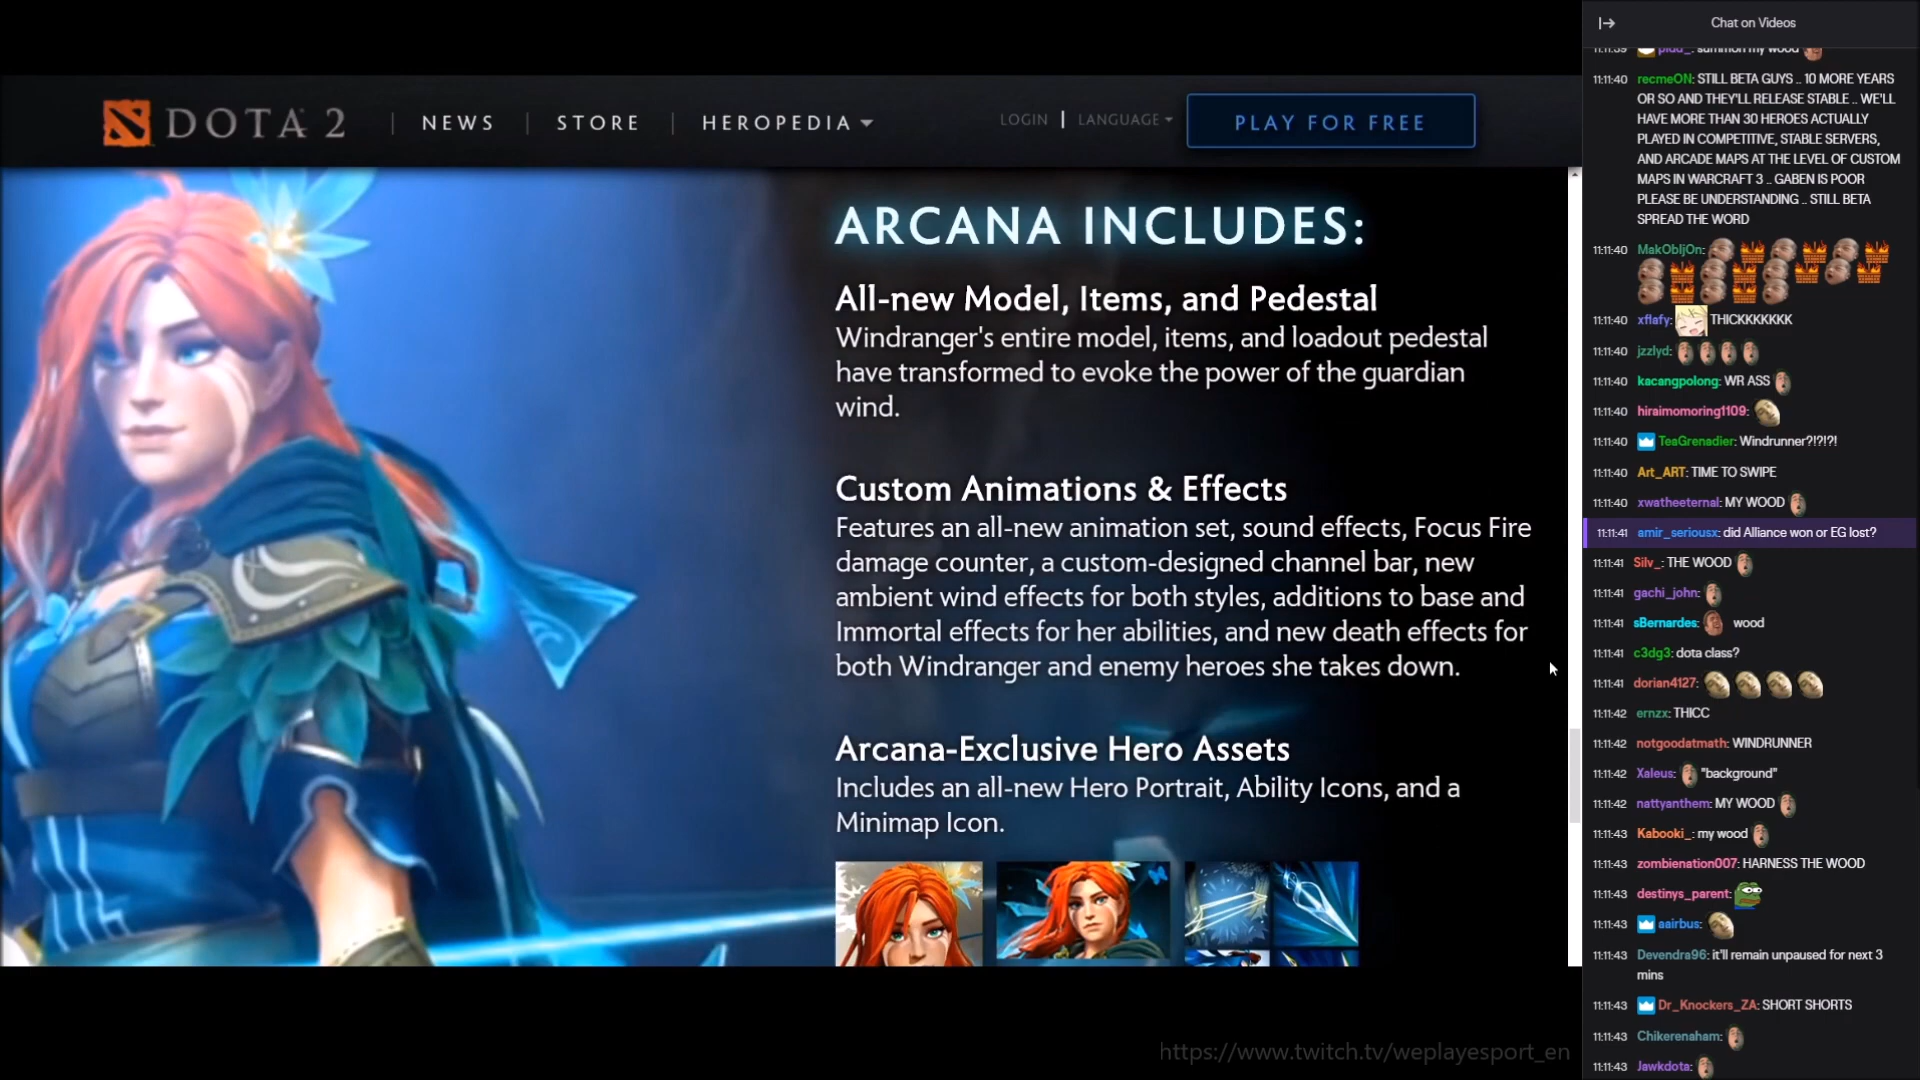 DOTA 2
NEWS
STORE
HEROPEDIA
LOGIN
LANGUAGE
PLAY FOR FREE
ARCANA INCLUDES:
All-new Model, Items, and Pedestal
Windranger's entire model, items, and loadout pedestal
have transformed to evoke the power of the guardian
wind.
Custom Animations & Effects
Features an all-new animation set, sound effects, Focus Fire
damage counter, a custom-designed channel bar, new
ambient wind effects for both styles, additions to base and
Immortal effects for her abilities, and new death effects for
both Windranger and enemy heroes she takes down.
Arcana-Exclusive Hero Assets
Includes an all-new Hero Portrait, Ability Icons, and a
Minimap Icon.
https://www.twitch.tv/weplayesport_en
Chat on Videos
11:11:39 pldd_: summon my wood
11:11:40 recmeON: STILL BETA GUYS .. 10 MORE YEARS
OR SO AND THEY'LL RELEASE STABLE .. WE'LL
HAVE MORE THAN 30 HEROES ACTUALLY
PLAYED IN COMPETITIVE, STABLE SERVERS,
AND ARCADE MAPS AT THE LEVEL OF CUSTOM
MAPS IN WARCRAFT 3 .. GABEN IS POOR
PLEASE BE UNDERSTANDING .. STILL BETA
SPREAD THE WORD
11:11:40 MakObljOn:
11:11:40 xflafy: THICKKKKKKK
11:11:40 jzzlyd:
11:11:40 kacangpolong: WR ASS
11:11:40 hiraimomoring1109:
11:11:40 TeaGrenadier: Windrunner?!?!?!
11:11:40 Art_ART: TIME TO SWIPE
11:11:40 xwatheeternal: MY WOOD
11:11:41 amir_seriousx: did Alliance won or EG lost?
11:11:41 Silv_: THE WOOD
11:11:41 gachi_john:
11:11:41 sBernardes: wood
11:11:41 c3dg3: dota class?
11:11:41 dorian4127:
11:11:42 ernzx: THICC
11:11:42 notgoodatmath: WINDRUNNER
11:11:42 Xaleus: "background"
11:11:42 nattyanthem: MY WOOD
11:11:43 Kabooki_: my wood
11:11:43 zombienation007: HARNESS THE WOOD
11:11:43 destinys_parent:
11:11:43 aairbus:
11:11:43 Devendra96: it'll remain unpaused for next 3
mins
11:11:43 Dr_Knockers_ZA: SHORT SHORTS
11:11:43 Chikerenaham:
11:11:43 Jawkdota: